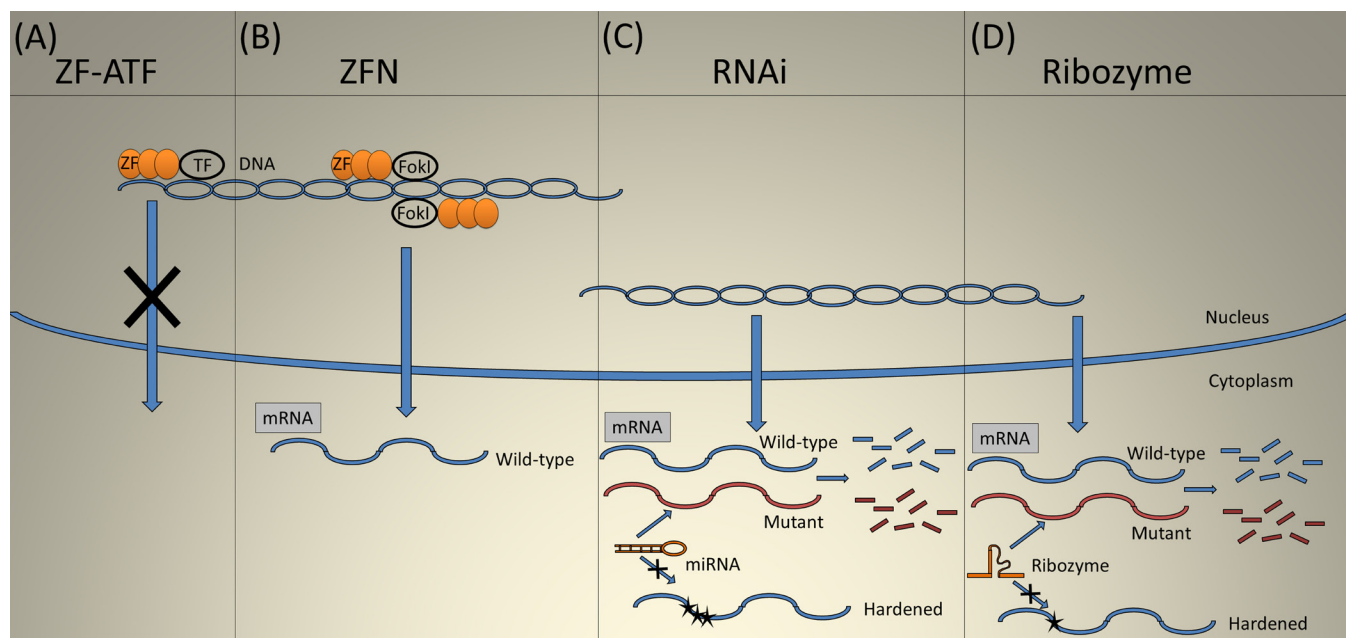 (A)
ZF-ATF
(B)
ZFN
(C)
RNAi
(D)
Ribozyme
ZF
TF
DNA
ZF
FokI
FokI
Nucleus
Cytoplasm
mRNA
Wild-type
mRNA
Wild-type
Mutant
miRNA
Hardened
mRNA
Wild-type
Mutant
Ribozyme
Hardened